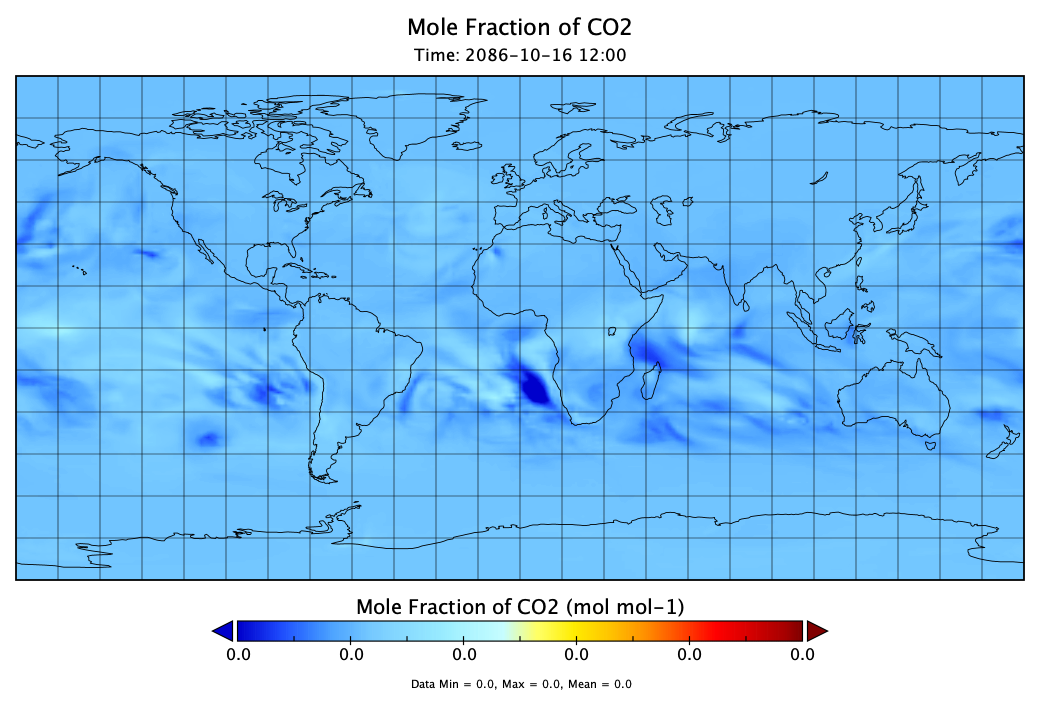 Mole Fraction of CO2
Time: 2086-10-16 12:00
Mole Fraction of CO2 (mol mol-1)
0.0 0.0 0.0 0.0 0.0 0.0
Data Min = 0.0, Max = 0.0, Mean = 0.0